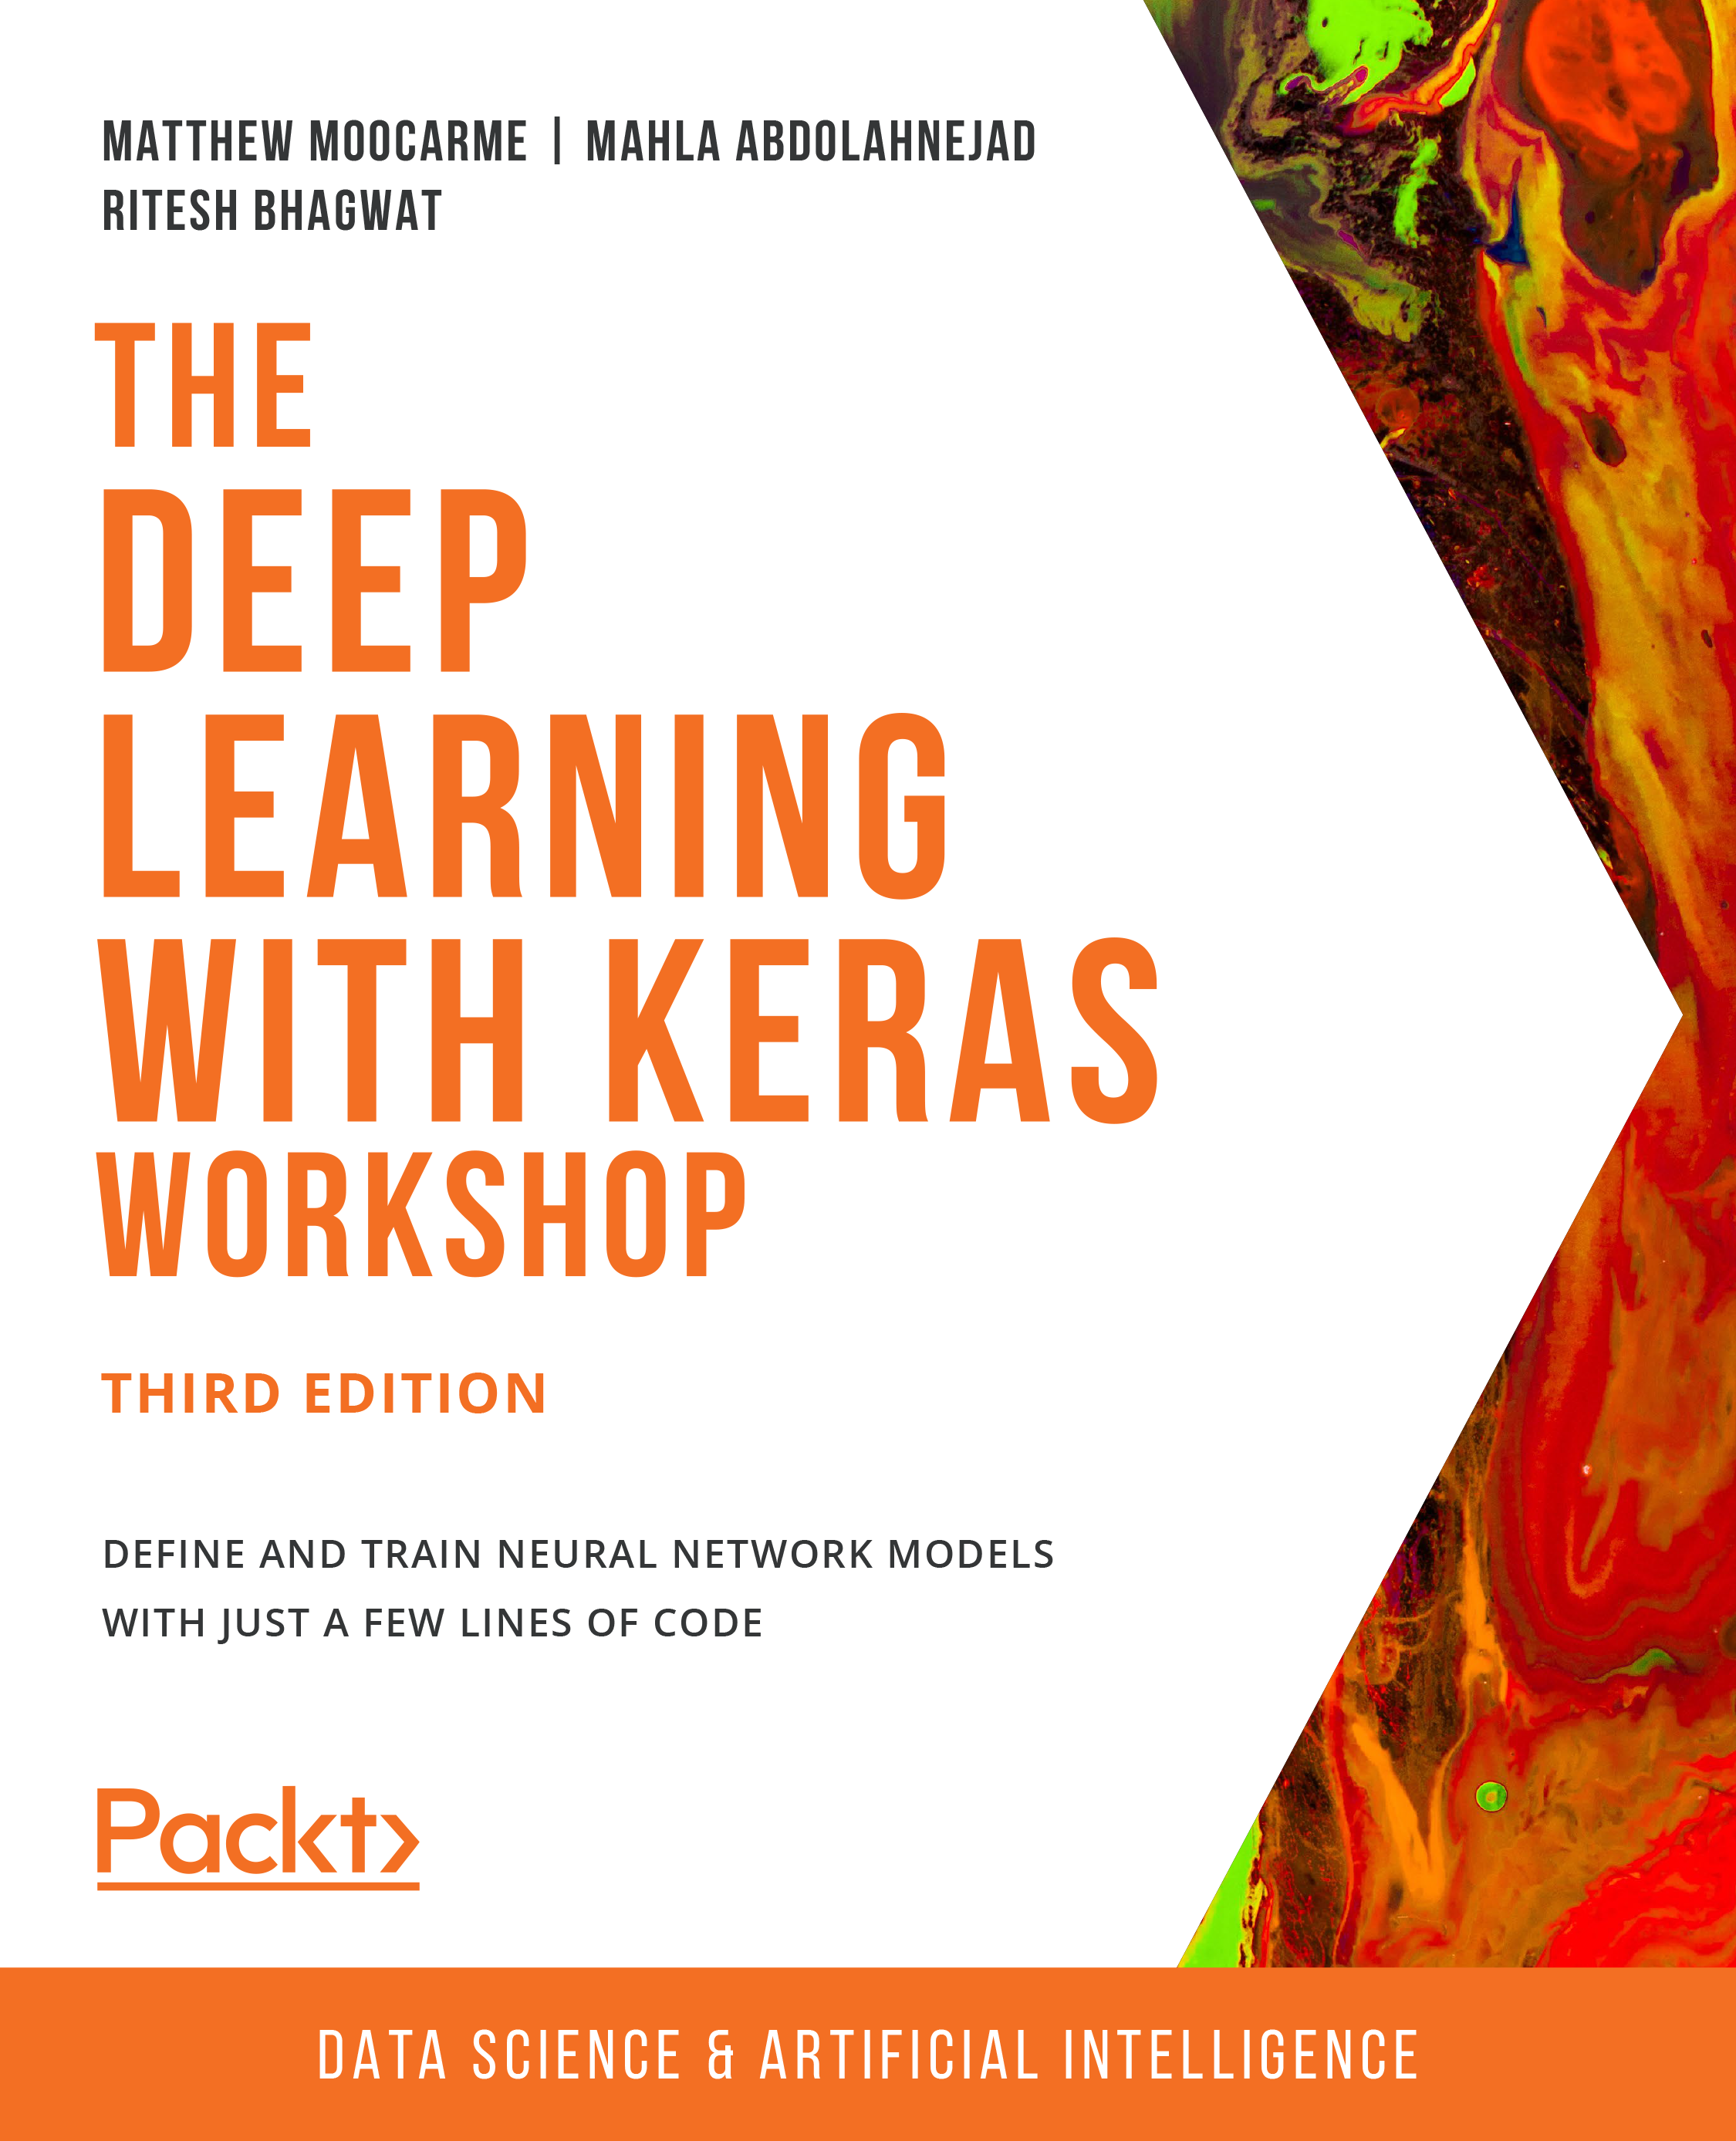 MATTHEW MOOCARME | MAHLA ABDOLAHNEJAD
RITESH BHAGWAT
THE
DEEP
LEARNING
WITH KERAS
WORKSHOP
THIRD EDITION
DEFINE AND TRAIN NEURAL NETWORK MODELS
WITH JUST A FEW LINES OF CODE
Packt>
DATA SCIENCE & ARTIFICIAL INTELLIGENCE